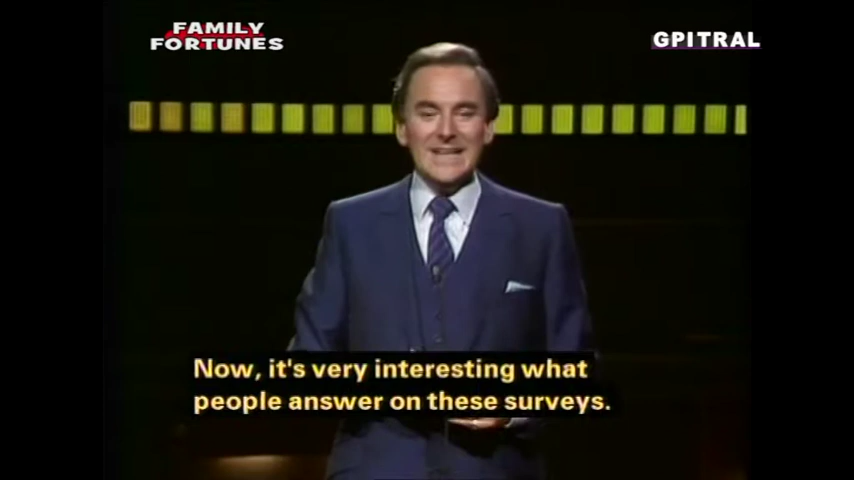 FAMILY
FORTUNES
GPITRAL
Now, it's very interesting what
people answer on these surveys.